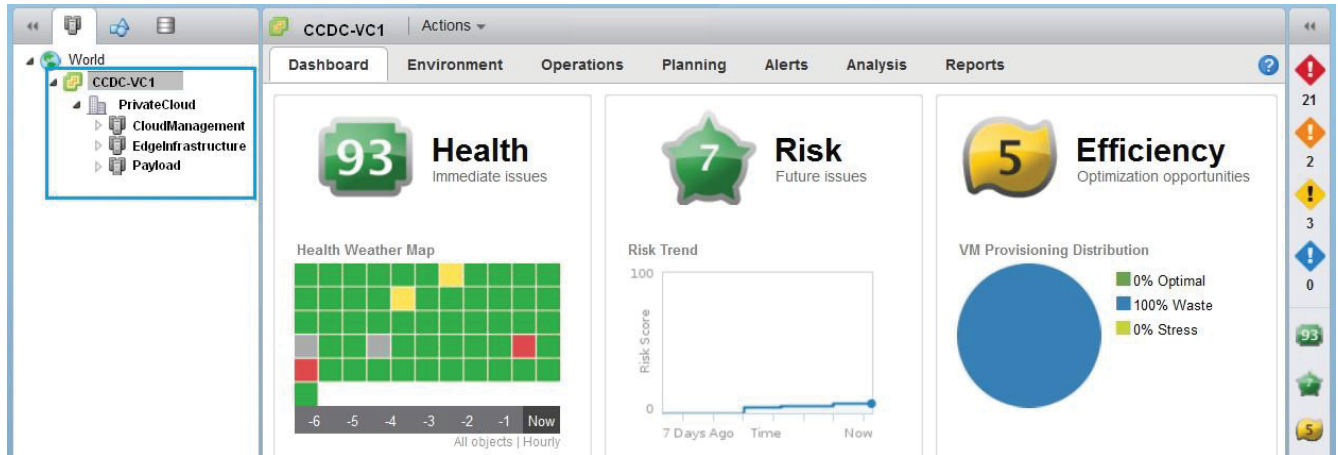 CCDC-VC1
Actions
World
CCDC-VC1
PrivateCloud
CloudManagement
EdgeInfrastructure
Payload
Dashboard Environment Operations Planning Alerts Analysis Reports
?
93
Health
Immediate issues
7
Risk
Future issues
5
Efficiency
Optimization opportunities
Health Weather Map
-6 -5 -4 -3 -2 -1 Now
All objects | Hourly
Risk Trend
100
Risk Score
0
7 Days Ago Time Now
VM Provisioning Distribution
0% Optimal
100% Waste
0% Stress
!
21
!
2
!
3
!
0
93
7
5